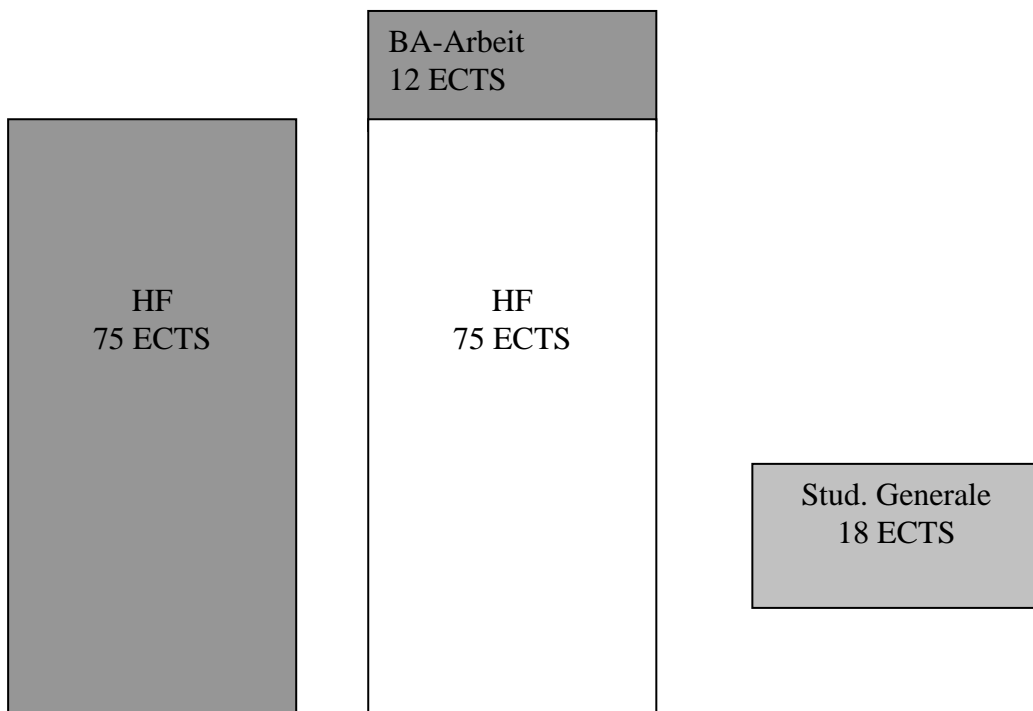 BA-Arbeit
12 ECTS
HF
75 ECTS
HF
75 ECTS
Stud. Generale
18 ECTS